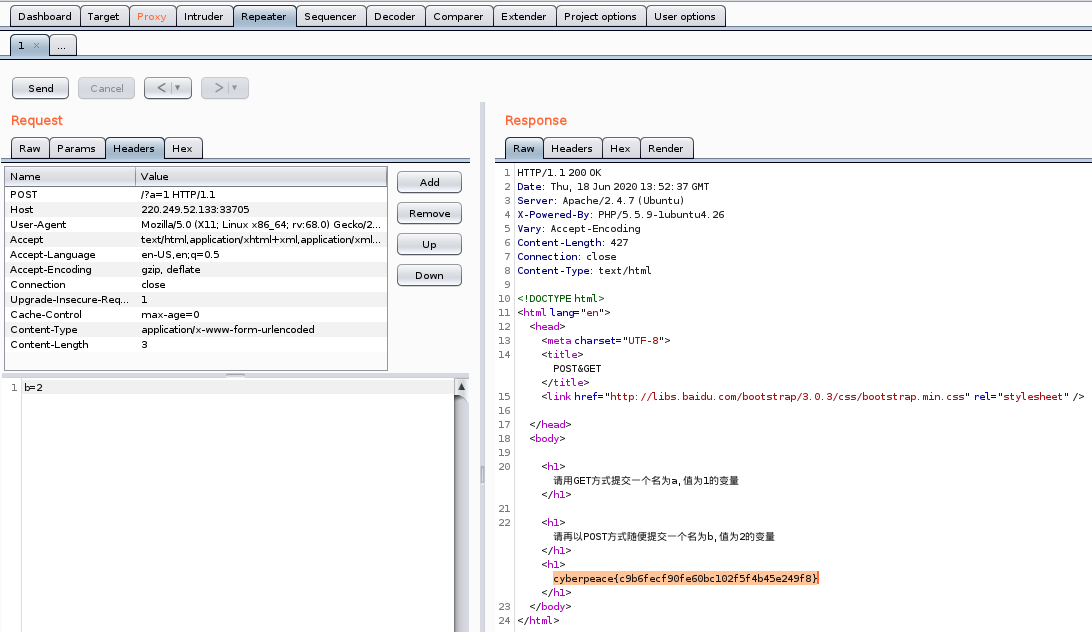 Dashboard Target Proxy Intruder Repeater Sequencer Decoder Comparer Extender Project options User options
1 × ...
Send Cancel < ▼ > ▼
Request
Raw Params Headers Hex
Name Value
POST /?a=1 HTTP/1.1
Host 220.249.52.133:33705
User-Agent Mozilla/5.0 (X11; Linux x86_64; rv:68.0) Gecko/2...
Accept text/html,application/xhtml+xml,application/xml...
Accept-Language en-US,en;q=0.5
Accept-Encoding gzip, deflate
Connection close
Upgrade-Insecure-Req... 1
Cache-Control max-age=0
Content-Type application/x-www-form-urlencoded
Content-Length 3
Add
Remove
Up
Down
1 b=2
Response
Raw Headers Hex Render
1 HTTP/1.1 200 OK
2 Date: Thu, 18 Jun 2020 13:52:37 GMT
3 Server: Apache/2.4.7 (Ubuntu)
4 X-Powered-By: PHP/5.5.9-1ubuntu4.26
5 Vary: Accept-Encoding
6 Content-Length: 427
7 Connection: close
8 Content-Type: text/html
9
10 <!DOCTYPE html>
11 <html lang="en">
12 <head>
13 <meta charset="UTF-8">
14 <title>
POST&GET
</title>
15 <link href="http://libs.baidu.com/bootstrap/3.0.3/css/bootstrap.min.css" rel="stylesheet" />
16
17 </head>
18 <body>
19
20 <h1>
请用GET方式提交一个名为a,值为1的变量
</h1>
21
22 <h1>
请再以POST方式随便提交一个名为b,值为2的变量
</h1>
<h1>
cyberpeace{c9b6fecf90fe60bc102f5f4b45e249f8}
</h1>
23 </body>
24 </html>